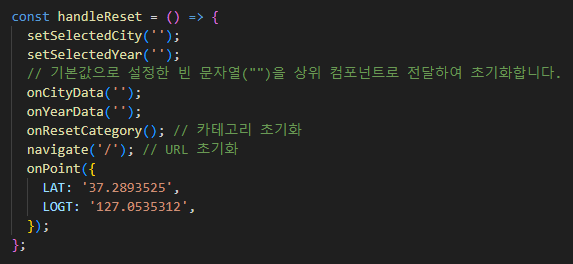 const handleReset = () => {
setSelectedCity('');
setSelectedYear('');
// 기본값으로 설정한 빈 문자열("")을 상위 컴포넌트로 전달하여 초기화합니다.
onCityData('');
onYearData('');
onResetCategory(); // 카테고리 초기화
navigate('/'); // URL 초기화
onPoint({
LAT: '37.2893525',
LOGT: '127.0535312',
});
};